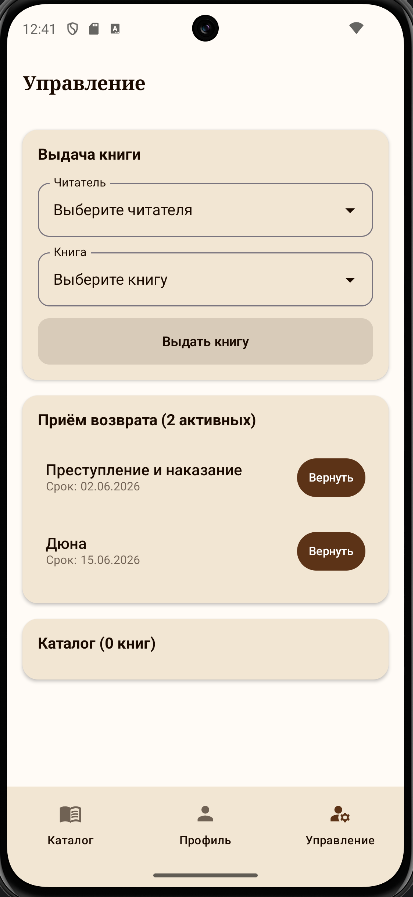 12:41
Управление
Выдача книги
Читатель
Выберите читателя
Книга
Выберите книгу
Выдать книгу
Приём возврата (2 активных)
Преступление и наказание
Срок: 02.06.2026
Вернуть
Дюна
Срок: 15.06.2026
Вернуть
Каталог (0 книг)
Каталог
Профиль
Управление